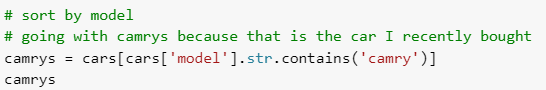 # sort by model
# going with camrys because that is the car I recently bought
camrys = cars[cars['model'].str.contains('camry')]
camrys